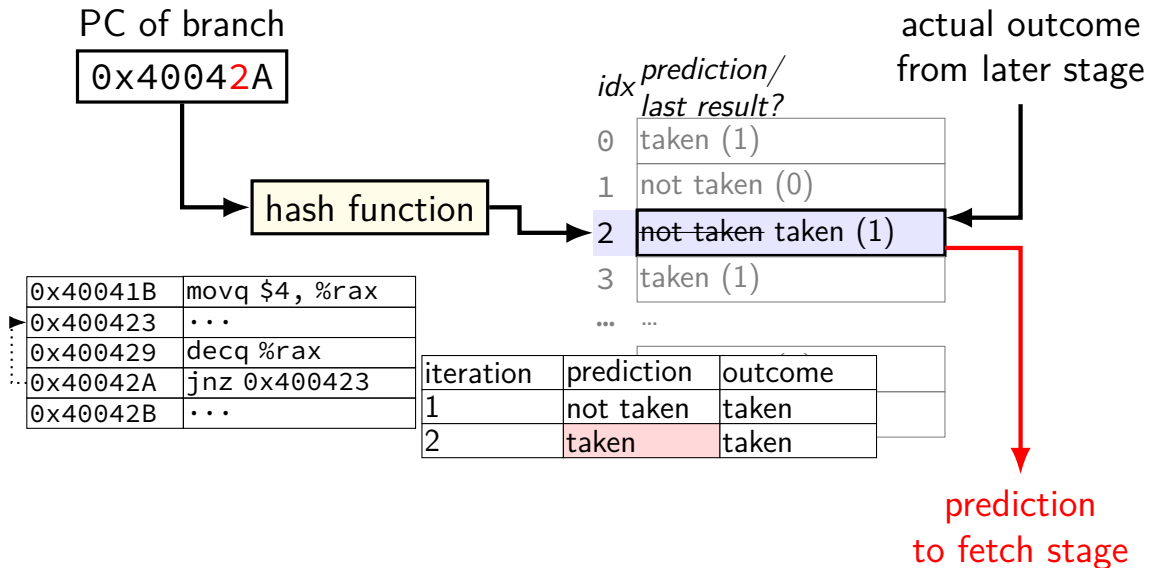 PC of branch
0x40042A
hash function
idx
prediction/
last result?
0 taken (1)
1 not taken (0)
2 not taken taken (1)
3 taken (1)
… …
actual outcome
from later stage
0x40041B movq $4, %rax
0x400423 ···
0x400429 decq %rax
0x40042A jnz 0x400423
0x40042B ···
iteration prediction outcome
1 not taken taken
2 taken taken
prediction
to fetch stage